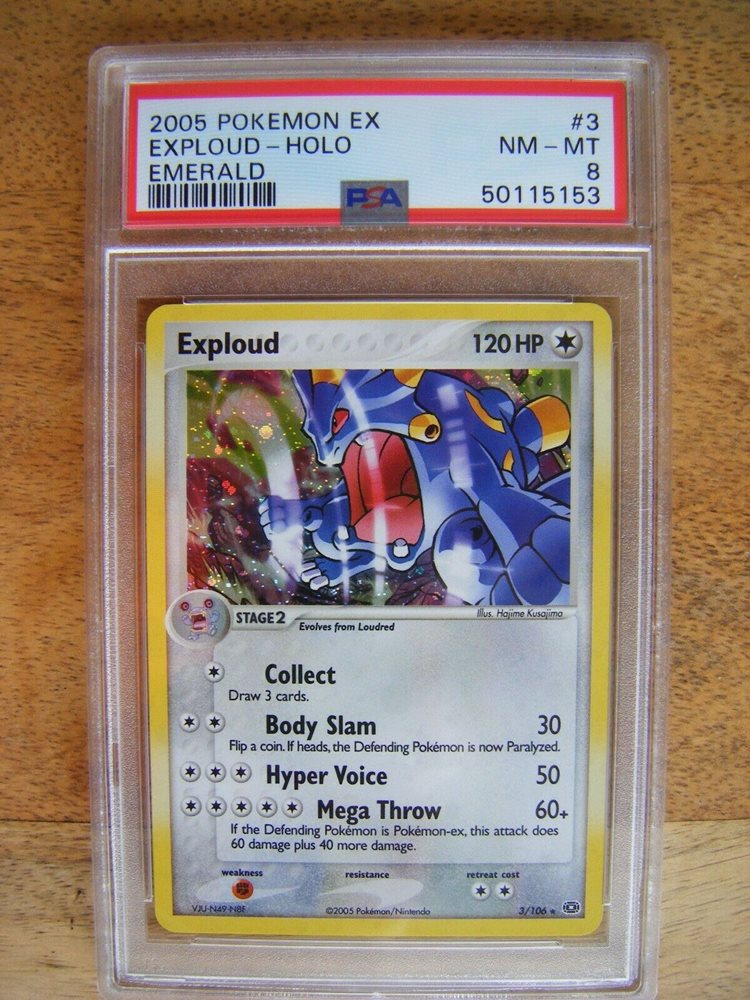 2005 POKEMON EX #3
EXPLOUD - HOLO NM - MT
EMERALD 8
PSA 50115153
Exploud 120 HP
STAGE 2 Illus. Hajime Kusajima
Evolves from Loudred
Collect
Draw 3 cards.
Body Slam 30
Flip a coin. If heads, the Defending Pokémon is now Paralyzed.
Hyper Voice 50
Mega Throw 60+
If the Defending Pokémon is Pokémon-ex, this attack does
60 damage plus 40 more damage.
weakness resistance retreat cost
VJU-N49-N8F ©2005 Pokémon/Nintendo 3/106 ★